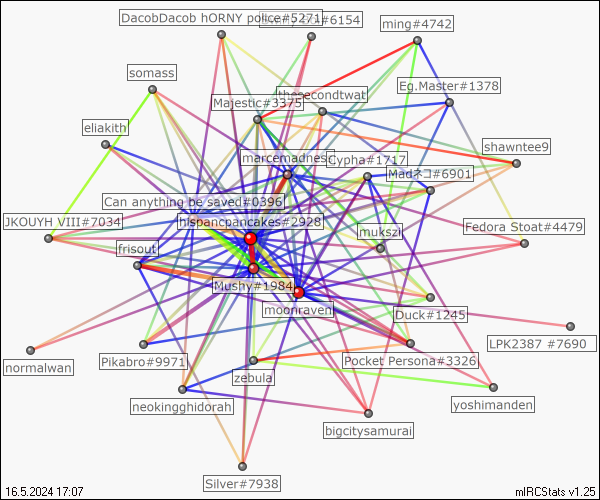 DacobDacob hORNY police#5271
#6154
ming#4742
somass
thesecondtwat
Eg.Master#1378
Majestic#3375
eliakith
shawntee9
marcemadnes
Cypha#1717
Madネコ#6901
Can anything be saved#0396
JKOUYH VIII#7034
hispancpancakes#2928
mukszi
Fedora Stoat#4479
frisout
Mushy#1984
moonraven
Duck#1245
LPK2387 #7690
normalwan
Pikabro#9971
Pocket Persona#3326
zebula
neokingghidorah
yoshimanden
bigcitysamurai
Silver#7938
16.5.2024 17:07
mIRCStats v1.25